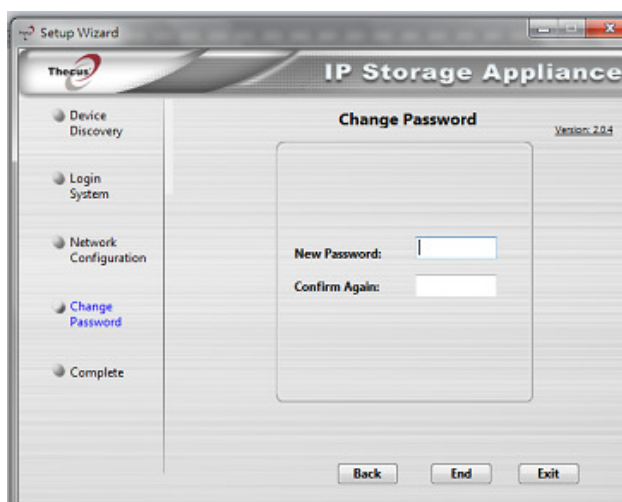 Setup Wizard
Thecus
IP Storage Appliance
Device
Discovery
Login
System
Network
Configuration
Change
Password
Complete
Change Password
Version: 2.0.4
New Password:
Confirm Again:
Back
End
Exit